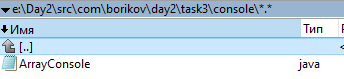 e:\Day2\src\com\borikov\day2\task3\console\*.*
Имя Тип
[..]
ArrayConsole java